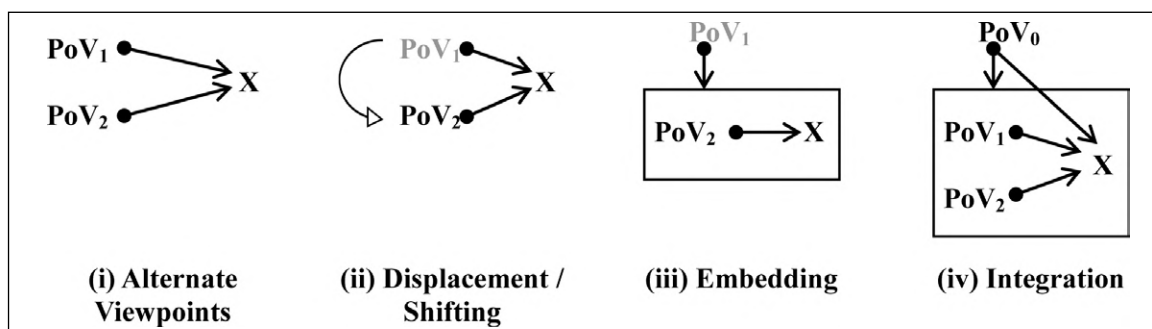 PoV₁
X
PoV₂
(i) Alternate
Viewpoints
PoV₁
X
PoV₂
(ii) Displacement /
Shifting
PoV₁
PoV₂ X
(iii) Embedding
PoV₀
PoV₁
X
PoV₂
(iv) Integration